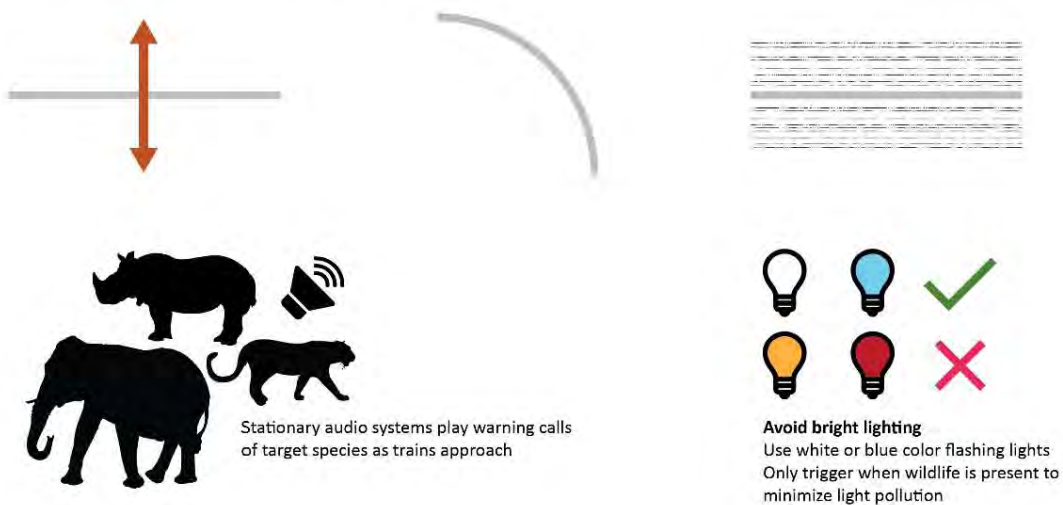 Stationary audio systems play warning calls
of target species as trains approach
Avoid bright lighting
Use white or blue color flashing lights
Only trigger when wildlife is present to
minimize light pollution